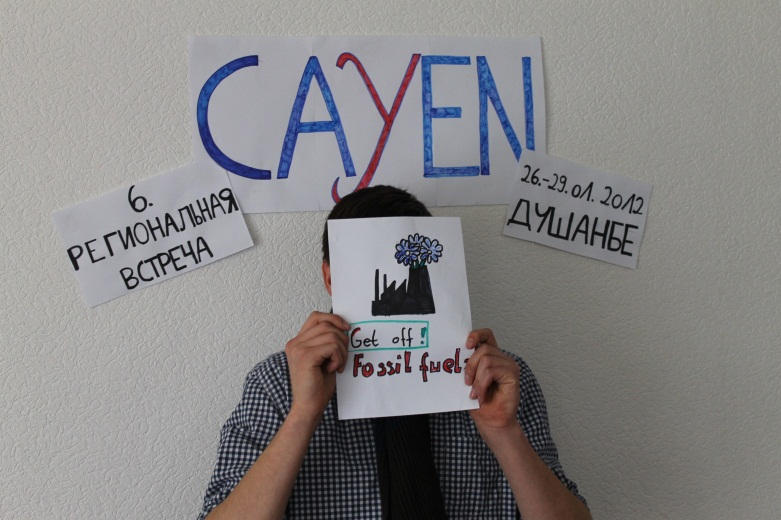 CAYEN
6.
РЕГИОНАЛЬНАЯ
ВСТРЕЧА
26.-29.01.2012
ДУШАНБЕ
Get off!
Fossil fuels